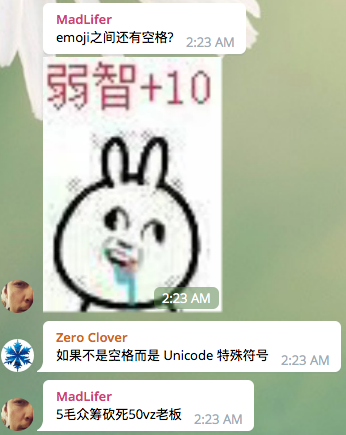 MadLifer
emoji之间还有空格?
2:23 AM
弱智+10
2:23 AM
Zero Clover
如果不是空格而是 Unicode 特殊符号
2:23 AM
MadLifer
5毛众筹砍死50vz老板
2:23 AM